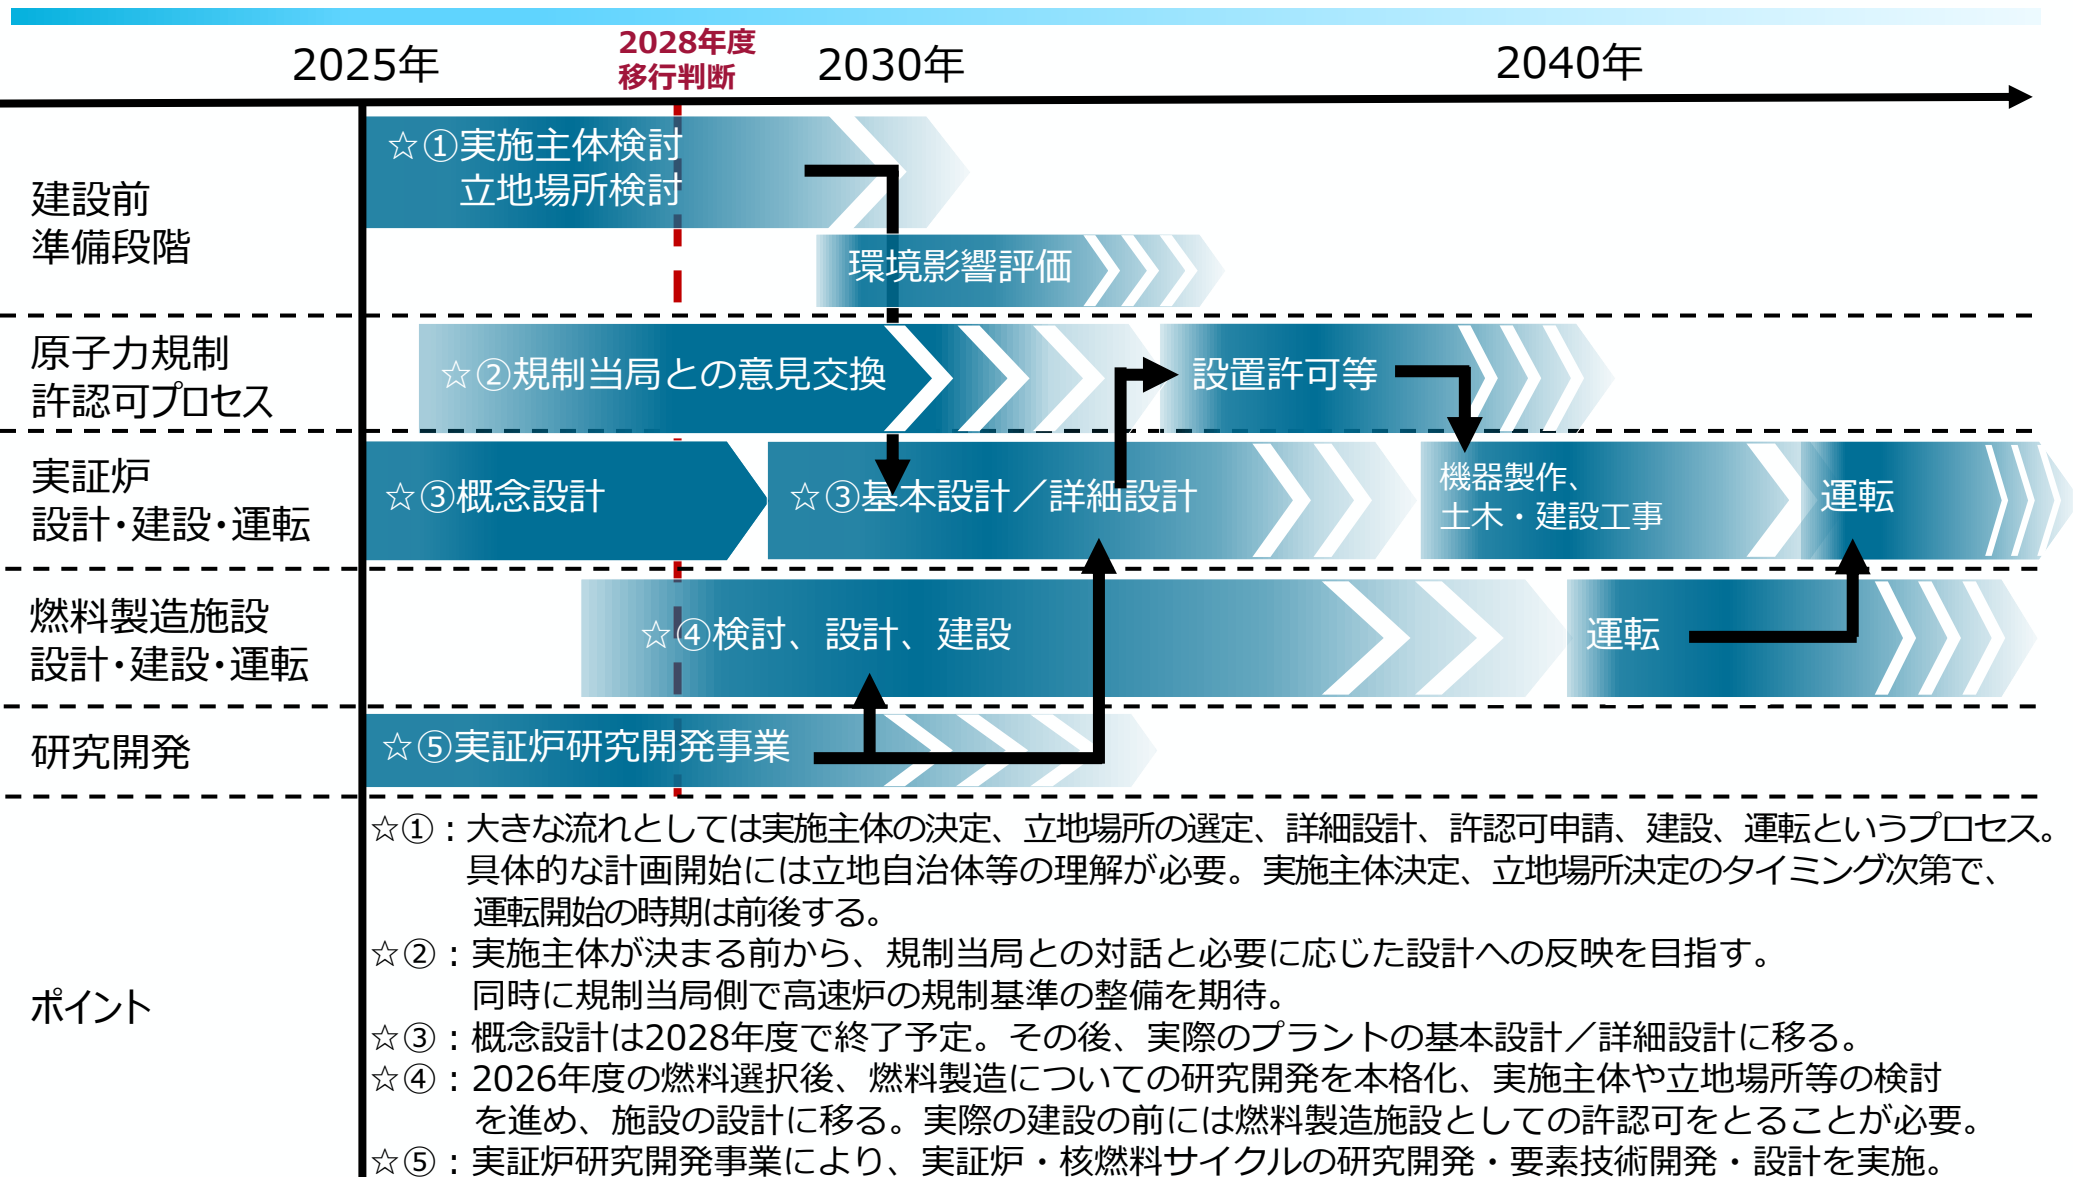 2025年
2028年度
移行判断
2030年
2040年
建設前
準備段階
☆①実施主体検討
立地場所検討
環境影響評価
原子力規制
許認可プロセス
☆②規制当局との意見交換
設置許可等
実証炉
設計・建設・運転
☆③概念設計
☆③基本設計／詳細設計
機器製作、
土木・建設工事
運転
燃料製造施設
設計・建設・運転
☆④検討、設計、建設
運転
研究開発
☆⑤実証炉研究開発事業
ポイント
☆①：大きな流れとしては実施主体の決定、立地場所の選定、詳細設計、許認可申請、建設、運転というプロセス。
具体的な計画開始には立地自治体等の理解が必要。実施主体決定、立地場所決定のタイミング次第で、
運転開始の時期は前後する。
☆②：実施主体が決まる前から、規制当局との対話と必要に応じた設計への反映を目指す。
同時に規制当局側で高速炉の規制基準の整備を期待。
☆③：概念設計は2028年度で終了予定。その後、実際のプラントの基本設計／詳細設計に移る。
☆④：2026年度の燃料選択後、燃料製造についての研究開発を本格化、実施主体や立地場所等の検討
を進め、施設の設計に移る。実際の建設の前には燃料製造施設としての許認可をとることが必要。
☆⑤：実証炉研究開発事業により、実証炉・核燃料サイクルの研究開発・要素技術開発・設計を実施。